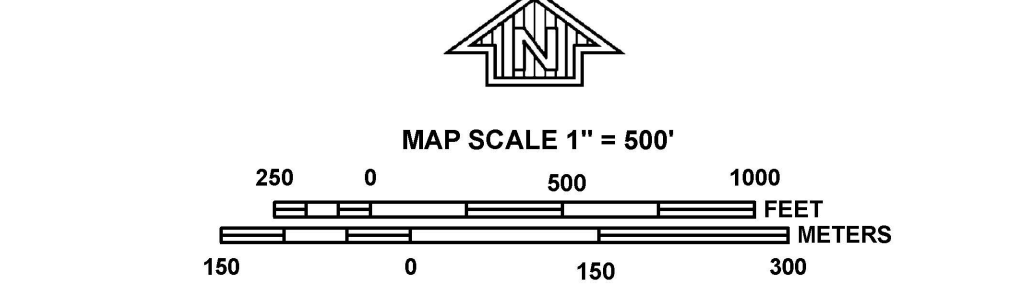 N
MAP SCALE 1" = 500'
250 0 500 1000
FEET
METERS
150 0 150 300